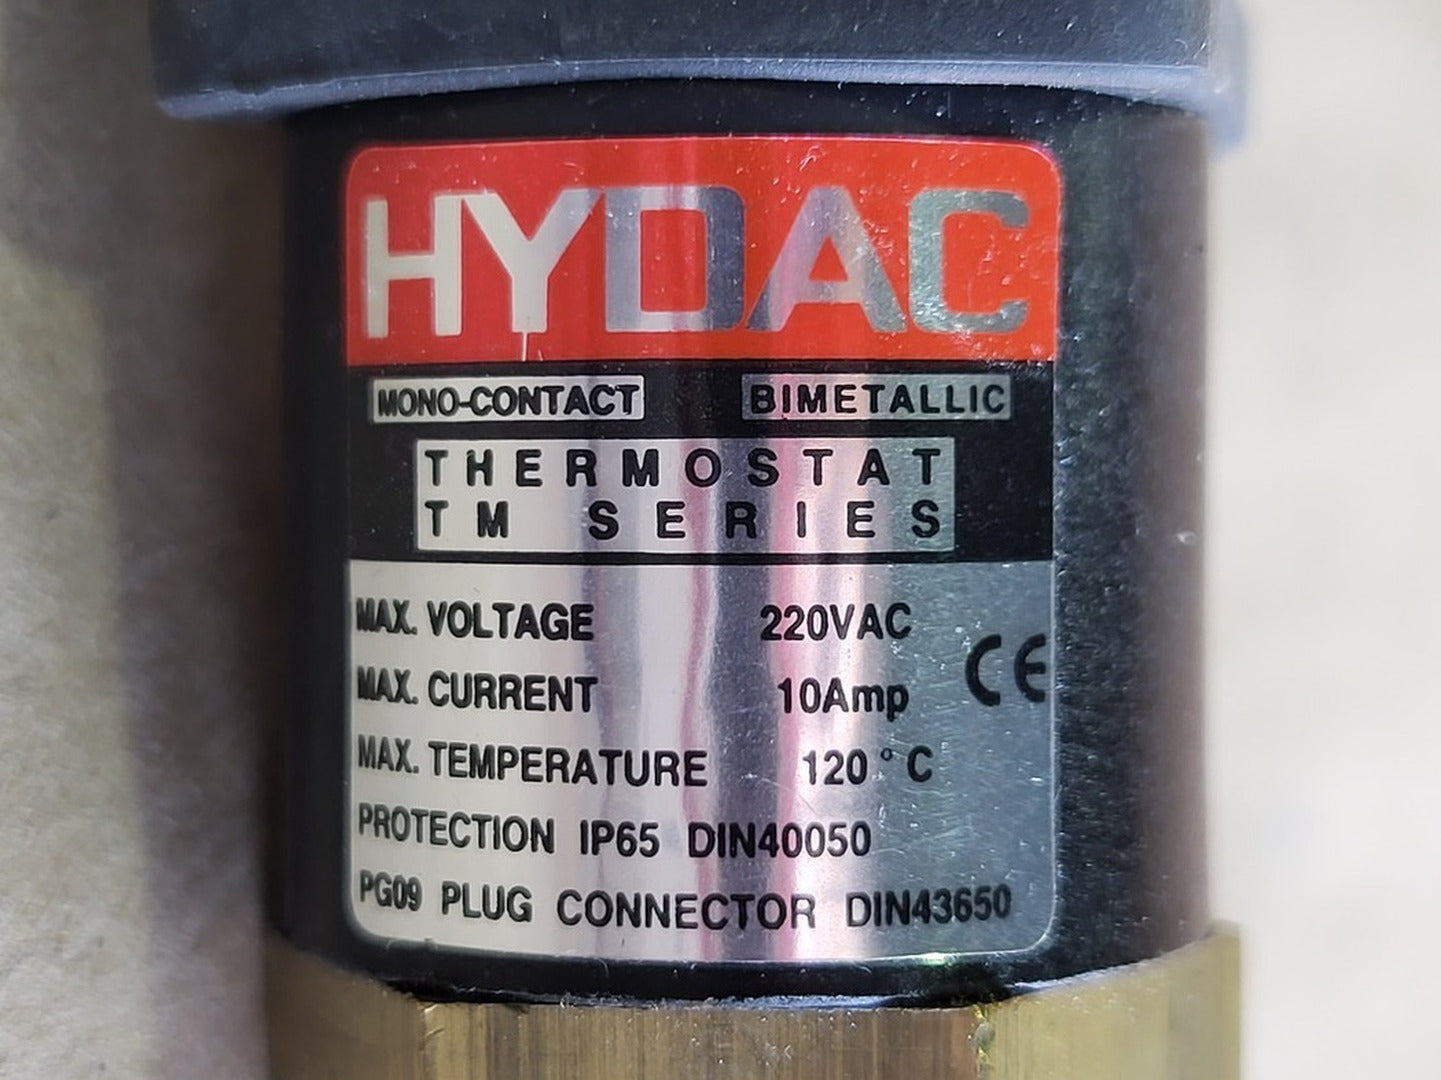 HYDAC
MONO-CONTACT BIMETALLIC
THERMOSTAT
TM SERIES
MAX. VOLTAGE 220VAC
MAX. CURRENT 10Amp CE
MAX. TEMPERATURE 120°C
PROTECTION IP65 DIN40050
PG09 PLUG CONNECTOR DIN43650